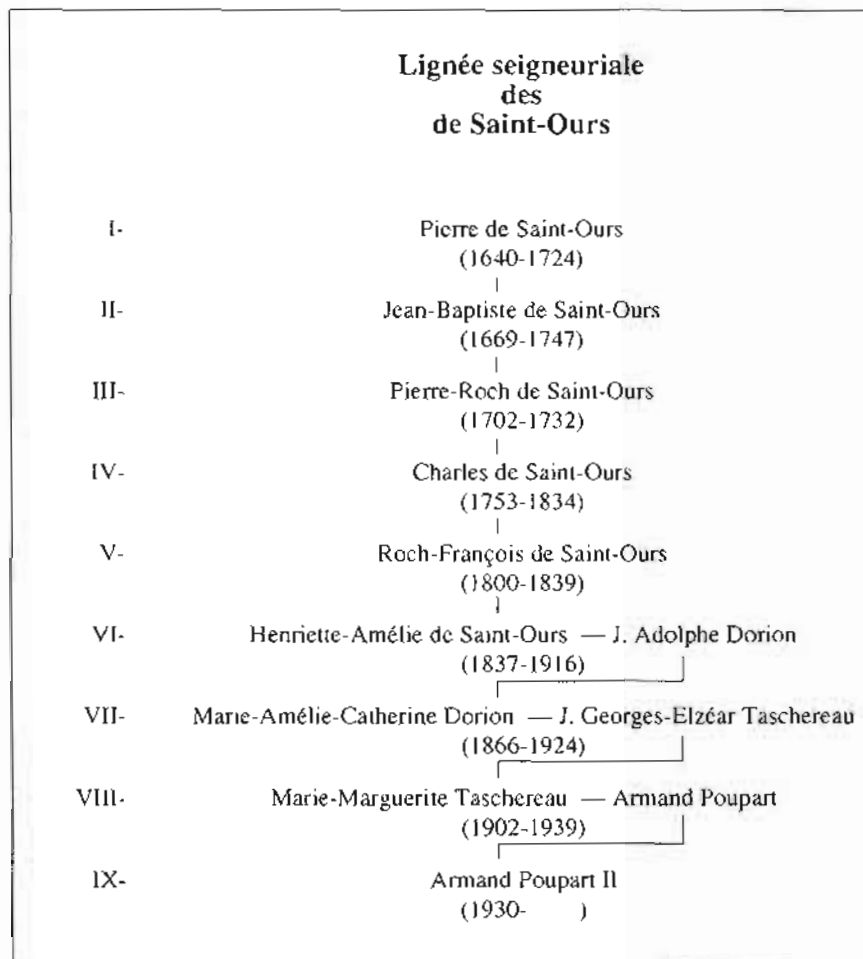 Lignée seigneuriale
des
de Saint-Ours
I- Pierre de Saint-Ours
(1640-1724)
II- Jean-Baptiste de Saint-Ours
(1669-1747)
III- Pierre-Roch de Saint-Ours
(1702-1732)
IV- Charles de Saint-Ours
(1753-1834)
V- Roch-François de Saint-Ours
(1800-1839)
VI- Henriette-Amélie de Saint-Ours — J. Adolphe Dorion
(1837-1916)
VII- Marie-Amélie-Catherine Dorion — J. Georges-Elzéar Taschereau
(1866-1924)
VIII- Marie-Marguerite Taschereau — Armand Poupart
(1902-1939)
IX- Armand Poupart II
(1930- )